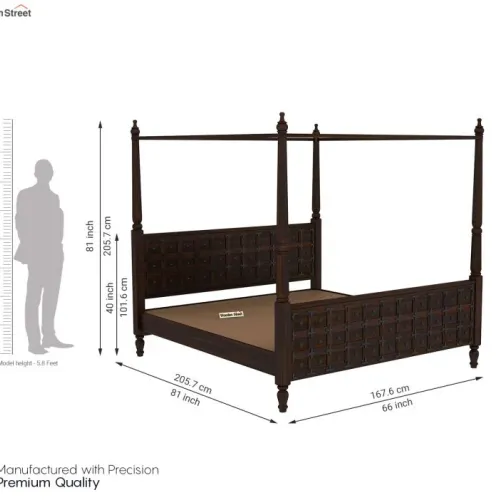 nStreet
81 inch
205.7 cm
40 inch
101.6 cm
205.7 cm
81 inch
167.6 cm
66 inch
Model height - 5.8 Feet
Manufactured with Precision
Premium Quality